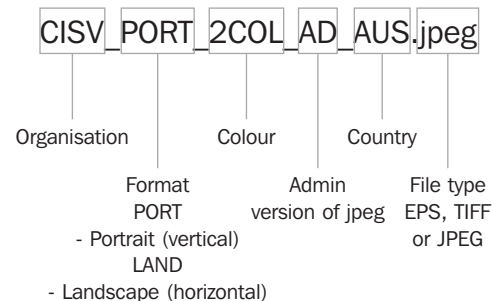 CISV_PORT_2COL_AD_AUS.jpeg
Organisation Colour Country
Format Admin File type
PORT version of jpeg EPS, TIFF
- Portrait (vertical) or JPEG
LAND
- Landscape (horizontal)